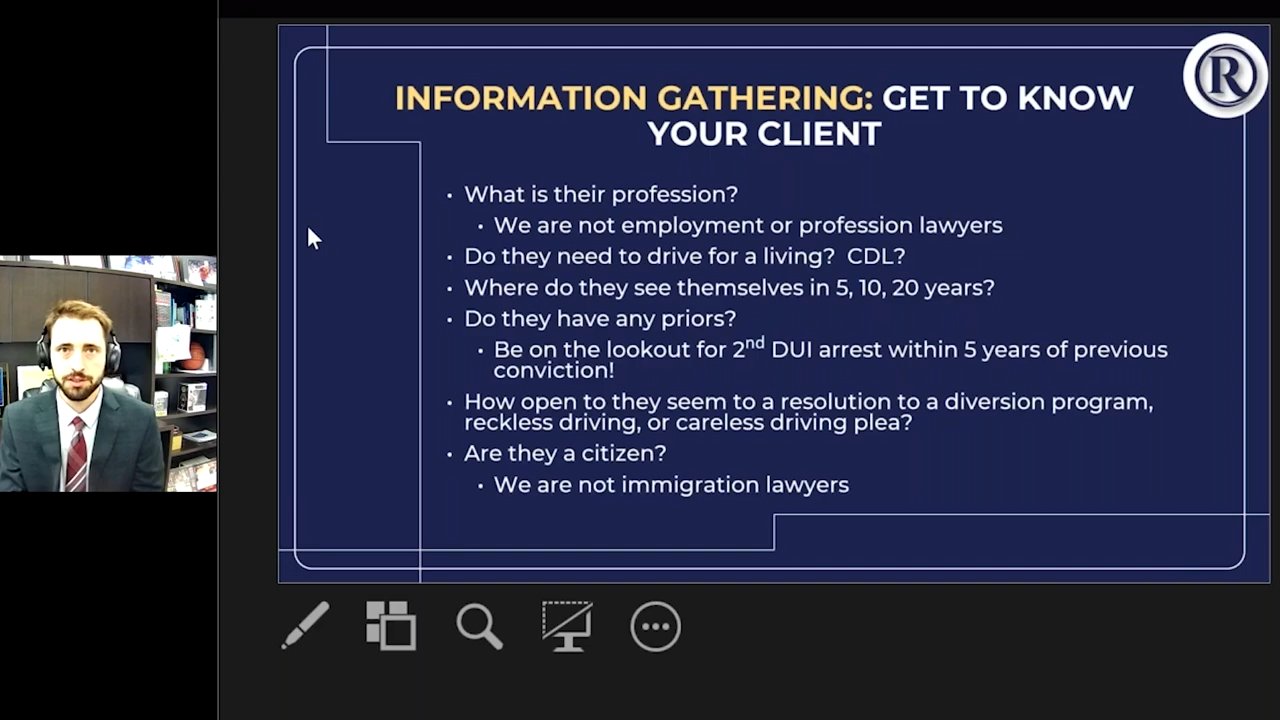 R
INFORMATION GATHERING: GET TO KNOW
YOUR CLIENT
• What is their profession?
• We are not employment or profession lawyers
• Do they need to drive for a living?  CDL?
• Where do they see themselves in 5, 10, 20 years?
• Do they have any priors?
• Be on the lookout for 2nd DUI arrest within 5 years of previous
conviction!
• How open to they seem to a resolution to a diversion program,
reckless driving, or careless driving plea?
• Are they a citizen?
• We are not immigration lawyers